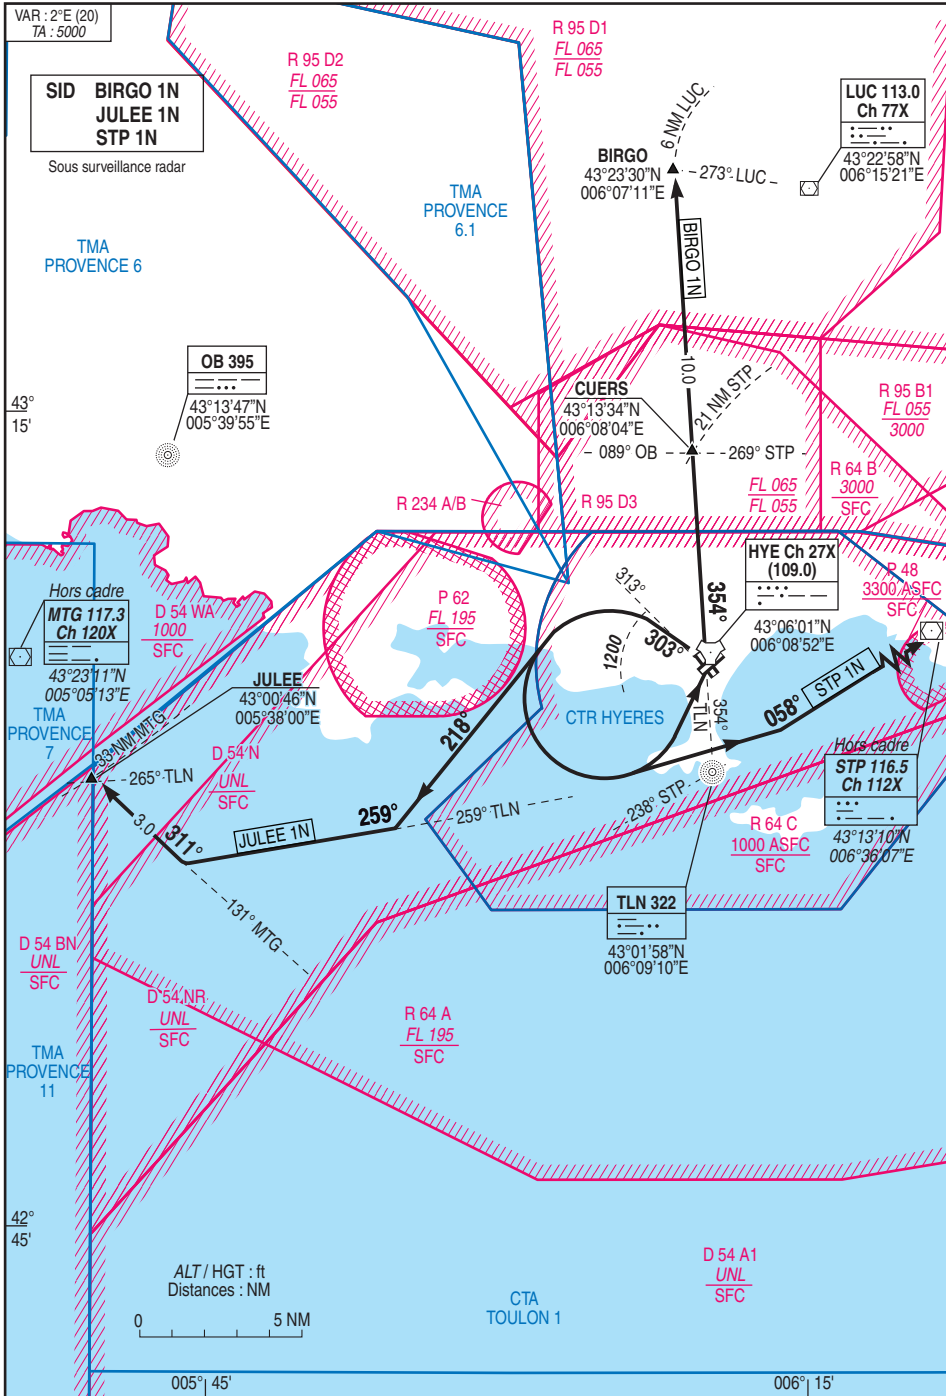 VAR : 2°E (20)
TA : 5000
SID BIRGO 1N
JULEE 1N
STP 1N
Sous surveillance radar
R 95 D2
FL 065
FL 055
R 95 D1
FL 065
FL 055
LUC 113.0
Ch 77X
43°22'58"N
006°15'21"E
6 NM LUC
BIRGO
43°23'30"N
006°07'11"E
273° LUC
TMA
PROVENCE
6.1
TMA
PROVENCE 6
BIRGO 1N
OB 395
43°13'47"N
005°39'55"E
43°
15'
10.0
CUERS
43°13'34"N
006°08'04"E
21 NM STP
R 95 B1
FL 055
3000
089° OB
269° STP
R 64 B
3000
SFC
FL 065
FL 055
R 234 A/B
R 95 D3
HYE Ch 27X
(109.0)
43°06'01"N
006°08'52"E
P 48
3300 ASFC
SFC
Hors cadre
MTG 117.3
Ch 120X
43°23'11"N
005°05'13"E
D 54 WA
1000
SFC
P 62
FL 195
SFC
313°
354°
303°
1200
JULEE
43°00'46"N
005°38'00"E
TMA
PROVENCE
7
33 NM MTG
265° TLN
D 54 N
UNL
SFC
218°
CTR HYERES
354°
TLN
058°
STP 1N
Hors cadre
STP 116.5
Ch 112X
43°13'10"N
006°36'07"E
3.0
311°
JULEE 1N
259°
259° TLN
238° STP
R 64 C
1000 ASFC
SFC
131° MTG
TLN 322
43°01'58"N
006°09'10"E
D 54 BN
UNL
SFC
D 54 NR
UNL
SFC
R 64 A
FL 195
SFC
TMA
PROVENCE
11
42°
45'
D 54 A1
UNL
SFC
ALT / HGT : ft
Distances : NM
0 5 NM
CTA
TOULON 1
005° 45'
006° 15'